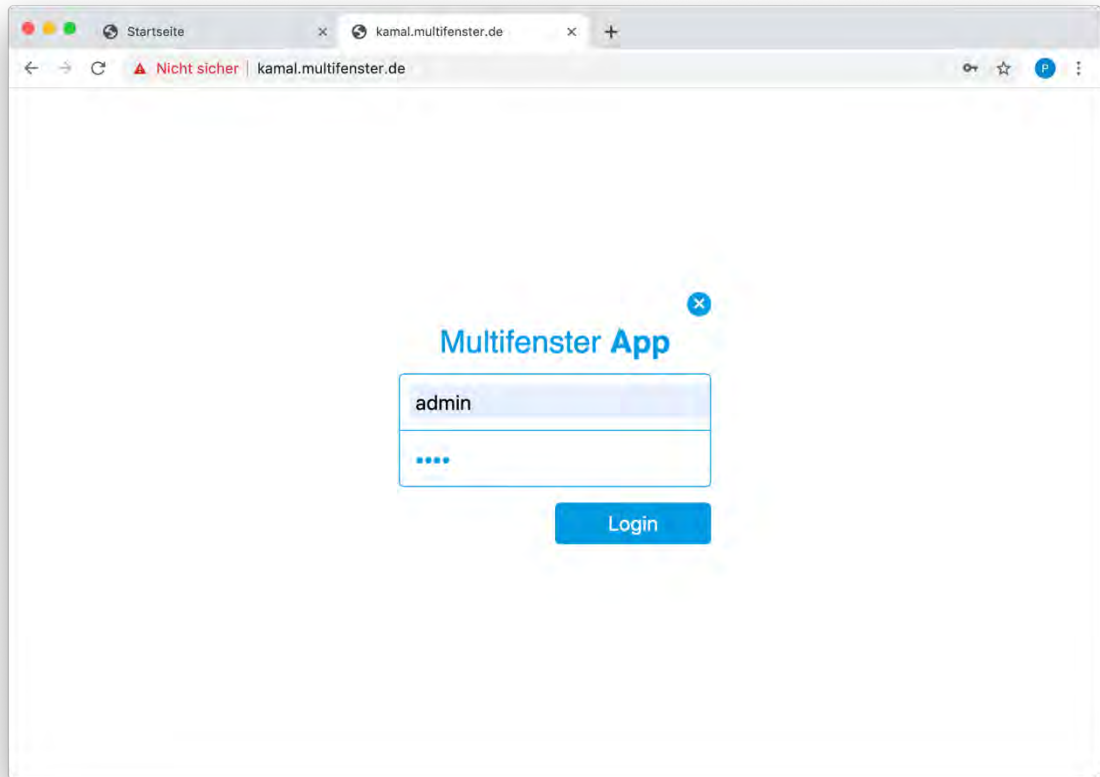 Startseite
kamal.multifenster.de
Nicht sicher | kamal.multifenster.de
P
Multifenster App
admin
••••
Login